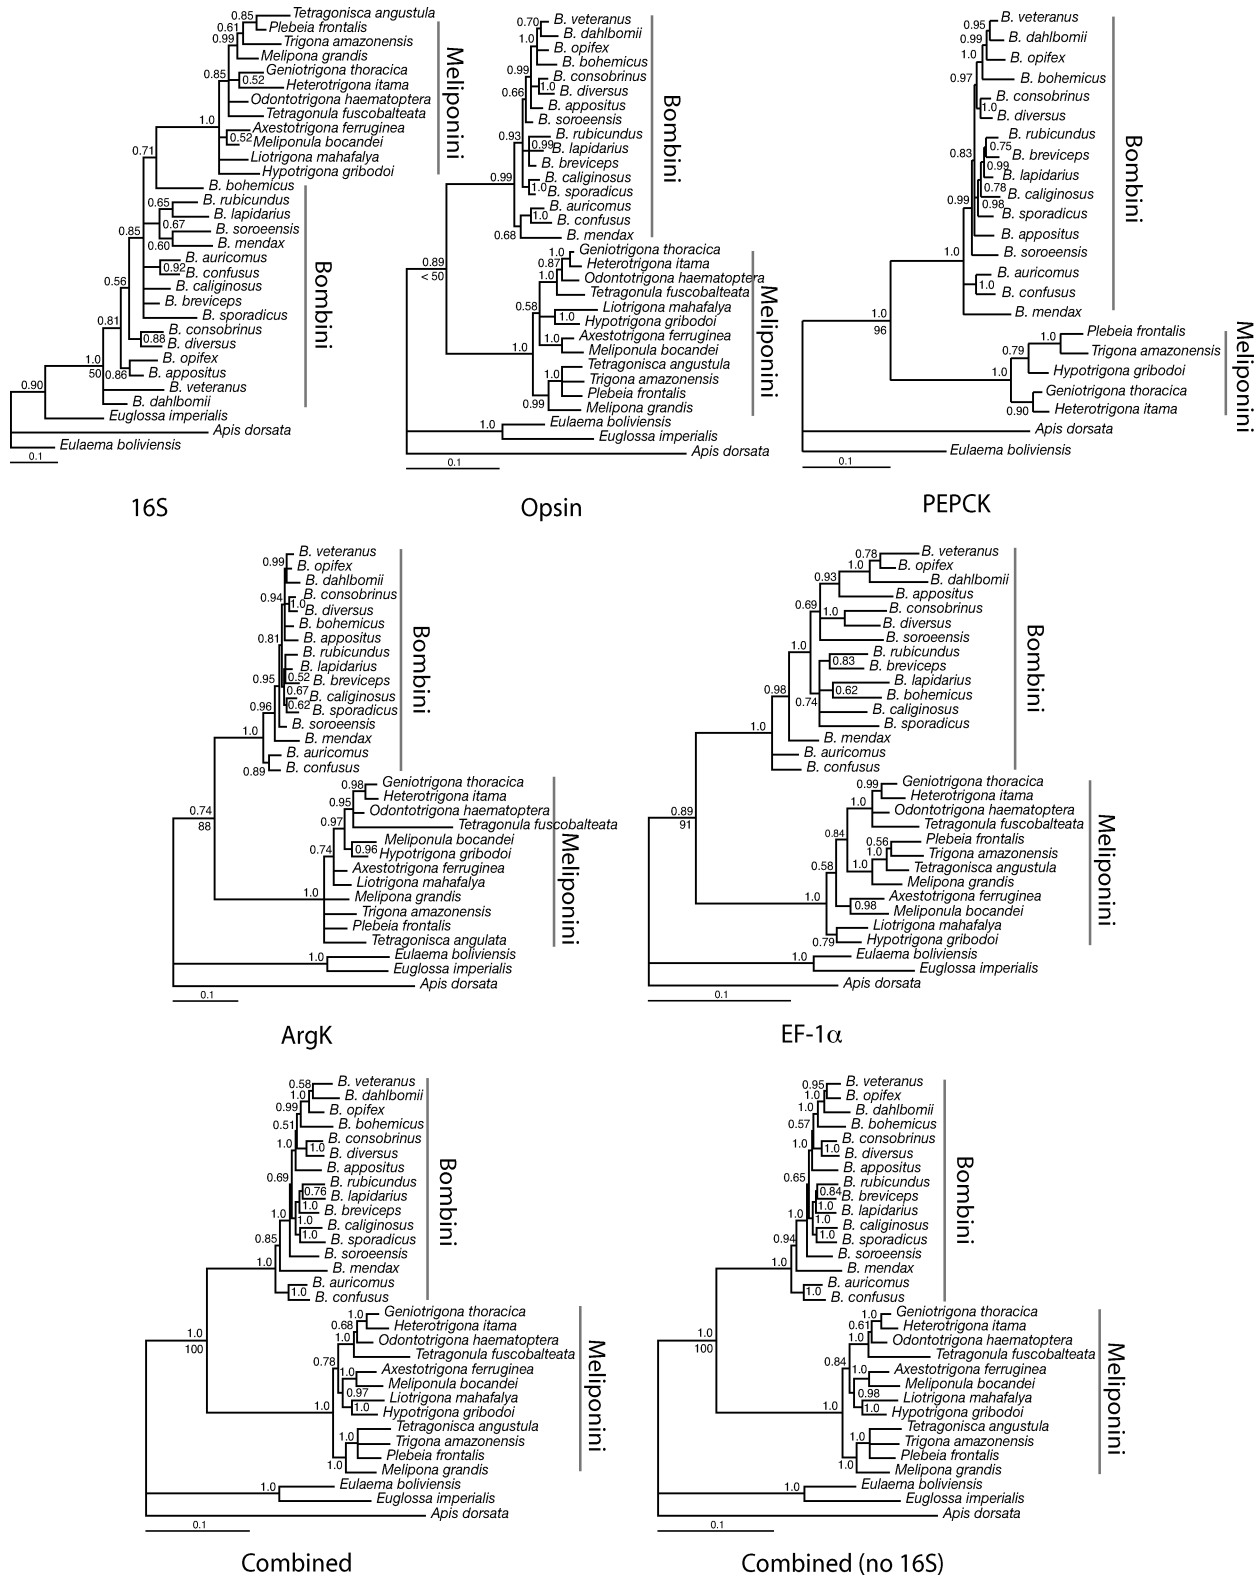 0.85
Tetragonisca angustula
0.61
Plebeia frontalis
0.99
Trigona amazonensis
Melipona grandis
0.85
Geniotrigona thoracica
0.52
Heterotrigona itama
Odontotrigona haematoptera
Tetragonula fuscobalteata
1.0
Axestotrigona ferruginea
0.52
Meliponula bocandei
Liotrigona mahafalya
Hypotrigona gribodoi
Meliponini
0.71
B. bohemicus
0.65
B. rubicundus
B. lapidarius
0.67
B. soroeensis
0.60
B. mendax
0.85
B. auricomus
0.92
B. confusus
0.56
B. caliginosus
B. breviceps
B. sporadicus
0.81
B. consobrinus
0.88
B. diversus
B. opifex
1.0
50
0.86
B. appositus
B. veteranus
B. dahlbomii
Bombini
0.90
Euglossa imperialis
Apis dorsata
Eulaema boliviensis
0.1
16S
0.70
B. veteranus
B. dahlbomii
1.0
B. opifex
B. bohemicus
0.99
B. consobrinus
1.0
B. diversus
0.66
B. appositus
B. soroeensis
0.93
B. rubicundus
0.99
B. lapidarius
B. breviceps
0.99
B. caliginosus
1.0
B. sporadicus
B. auricomus
1.0
B. confusus
0.68
B. mendax
Bombini
0.89
< 50
1.0
Geniotrigona thoracica
0.87
Heterotrigona itama
1.0
Odontotrigona haematoptera
Tetragonula fuscobalteata
0.58
Liotrigona mahafalya
1.0
Hypotrigona gribodoi
1.0
Axestotrigona ferruginea
1.0
Meliponula bocandei
Tetragonisca angustula
1.0
Trigona amazonensis
Plebeia frontalis
0.99
Melipona grandis
Meliponini
1.0
Eulaema boliviensis
Euglossa imperialis
Apis dorsata
0.1
Opsin
0.95
B. veteranus
0.99
B. dahlbomii
1.0
B. opifex
0.97
B. bohemicus
B. consobrinus
1.0
B. diversus
B. rubicundus
0.75
B. breviceps
0.83
0.99
B. lapidarius
0.78
B. caliginosus
0.99
0.98
B. sporadicus
B. appositus
B. soroeensis
1.0
B. auricomus
1.0
B. confusus
B. mendax
Bombini
1.0
96
Plebeia frontalis
1.0
Trigona amazonensis
0.79
Hypotrigona gribodoi
1.0
Geniotrigona thoracica
0.90
Heterotrigona itama
Meliponini
Apis dorsata
Eulaema boliviensis
0.1
PEPCK
B. veteranus
0.99
B. opifex
B. dahlbomii
0.94
B. consobrinus
1.0
B. diversus
B. bohemicus
0.81
B. appositus
B. rubicundus
B. lapidarius
0.95
0.52
B. breviceps
0.67
B. caliginosus
0.96
0.62
B. sporadicus
B. soroeensis
1.0
B. mendax
B. auricomus
0.89
B. confusus
Bombini
0.74
88
0.98
Geniotrigona thoracica
Heterotrigona itama
0.95
Odontotrigona haematoptera
0.97
Tetragonula fuscobalteata
Meliponula bocandei
0.74
0.96
Hypotrigona gribodoi
Axestotrigona ferruginea
Liotrigona mahafalya
1.0
Melipona grandis
Trigona amazonensis
Plebeia frontalis
Tetragonisca angulata
Meliponini
1.0
Eulaema boliviensis
Euglossa imperialis
Apis dorsata
0.1
ArgK
0.78
B. veteranus
1.0
B. opifex
0.93
B. dahlbomii
B. appositus
0.69
B. consobrinus
1.0
B. diversus
B. soroeensis
1.0
B. rubicundus
0.83
B. breviceps
B. lapidarius
0.98
0.62
B. bohemicus
0.74
B. caliginosus
B. sporadicus
1.0
B. mendax
B. auricomus
B. confusus
Bombini
0.89
91
0.99
Geniotrigona thoracica
Heterotrigona itama
1.0
Odontotrigona haematoptera
Tetragonula fuscobalteata
0.84
0.56
Plebeia frontalis
1.0
Trigona amazonensis
0.58
1.0
Tetragonisca angustula
Melipona grandis
1.0
Axestotrigona ferruginea
0.98
Meliponula bocandei
Liotrigona mahafalya
0.79
Hypotrigona gribodoi
Meliponini
1.0
Eulaema boliviensis
Euglossa imperialis
Apis dorsata
0.1
EF-1α
0.58
B. veteranus
1.0
B. dahlbomii
0.99
B. opifex
0.51
B. bohemicus
1.0
B. consobrinus
1.0
B. diversus
B. appositus
0.69
B. rubicundus
0.76
B. lapidarius
1.0
B. breviceps
1.0
1.0
B. caliginosus
1.0
B. sporadicus
0.85
B. soroeensis
1.0
B. mendax
B. auricomus
1.0
B. confusus
Bombini
1.0
100
1.0
Geniotrigona thoracica
0.68
Heterotrigona itama
1.0
Odontotrigona haematoptera
Tetragonula fuscobalteata
0.78
1.0
Axestotrigona ferruginea
Meliponula bocandei
0.97
Liotrigona mahafalya
1.0
1.0
Hypotrigona gribodoi
Tetragonisca angustula
1.0
Trigona amazonensis
Plebeia frontalis
1.0
Melipona grandis
Meliponini
1.0
Eulaema boliviensis
Euglossa imperialis
Apis dorsata
0.1
Combined
0.95
B. veteranus
1.0
B. opifex
1.0
B. dahlbomii
0.57
B. bohemicus
1.0
B. consobrinus
1.0
B. diversus
B. appositus
0.65
B. rubicundus
0.84
B. breviceps
1.0
B. lapidarius
1.0
1.0
B. caliginosus
1.0
B. sporadicus
0.94
B. soroeensis
1.0
B. mendax
B. auricomus
1.0
B. confusus
Bombini
1.0
100
1.0
Geniotrigona thoracica
0.61
Heterotrigona itama
1.0
Odontotrigona haematoptera
Tetragonula fuscobalteata
0.84
1.0
Axestotrigona ferruginea
Meliponula bocandei
0.98
Liotrigona mahafalya
1.0
1.0
Hypotrigona gribodoi
Tetragonisca angustula
1.0
Trigona amazonensis
Plebeia frontalis
1.0
Melipona grandis
Meliponini
1.0
Eulaema boliviensis
Euglossa imperialis
Apis dorsata
0.1
Combined (no 16S)